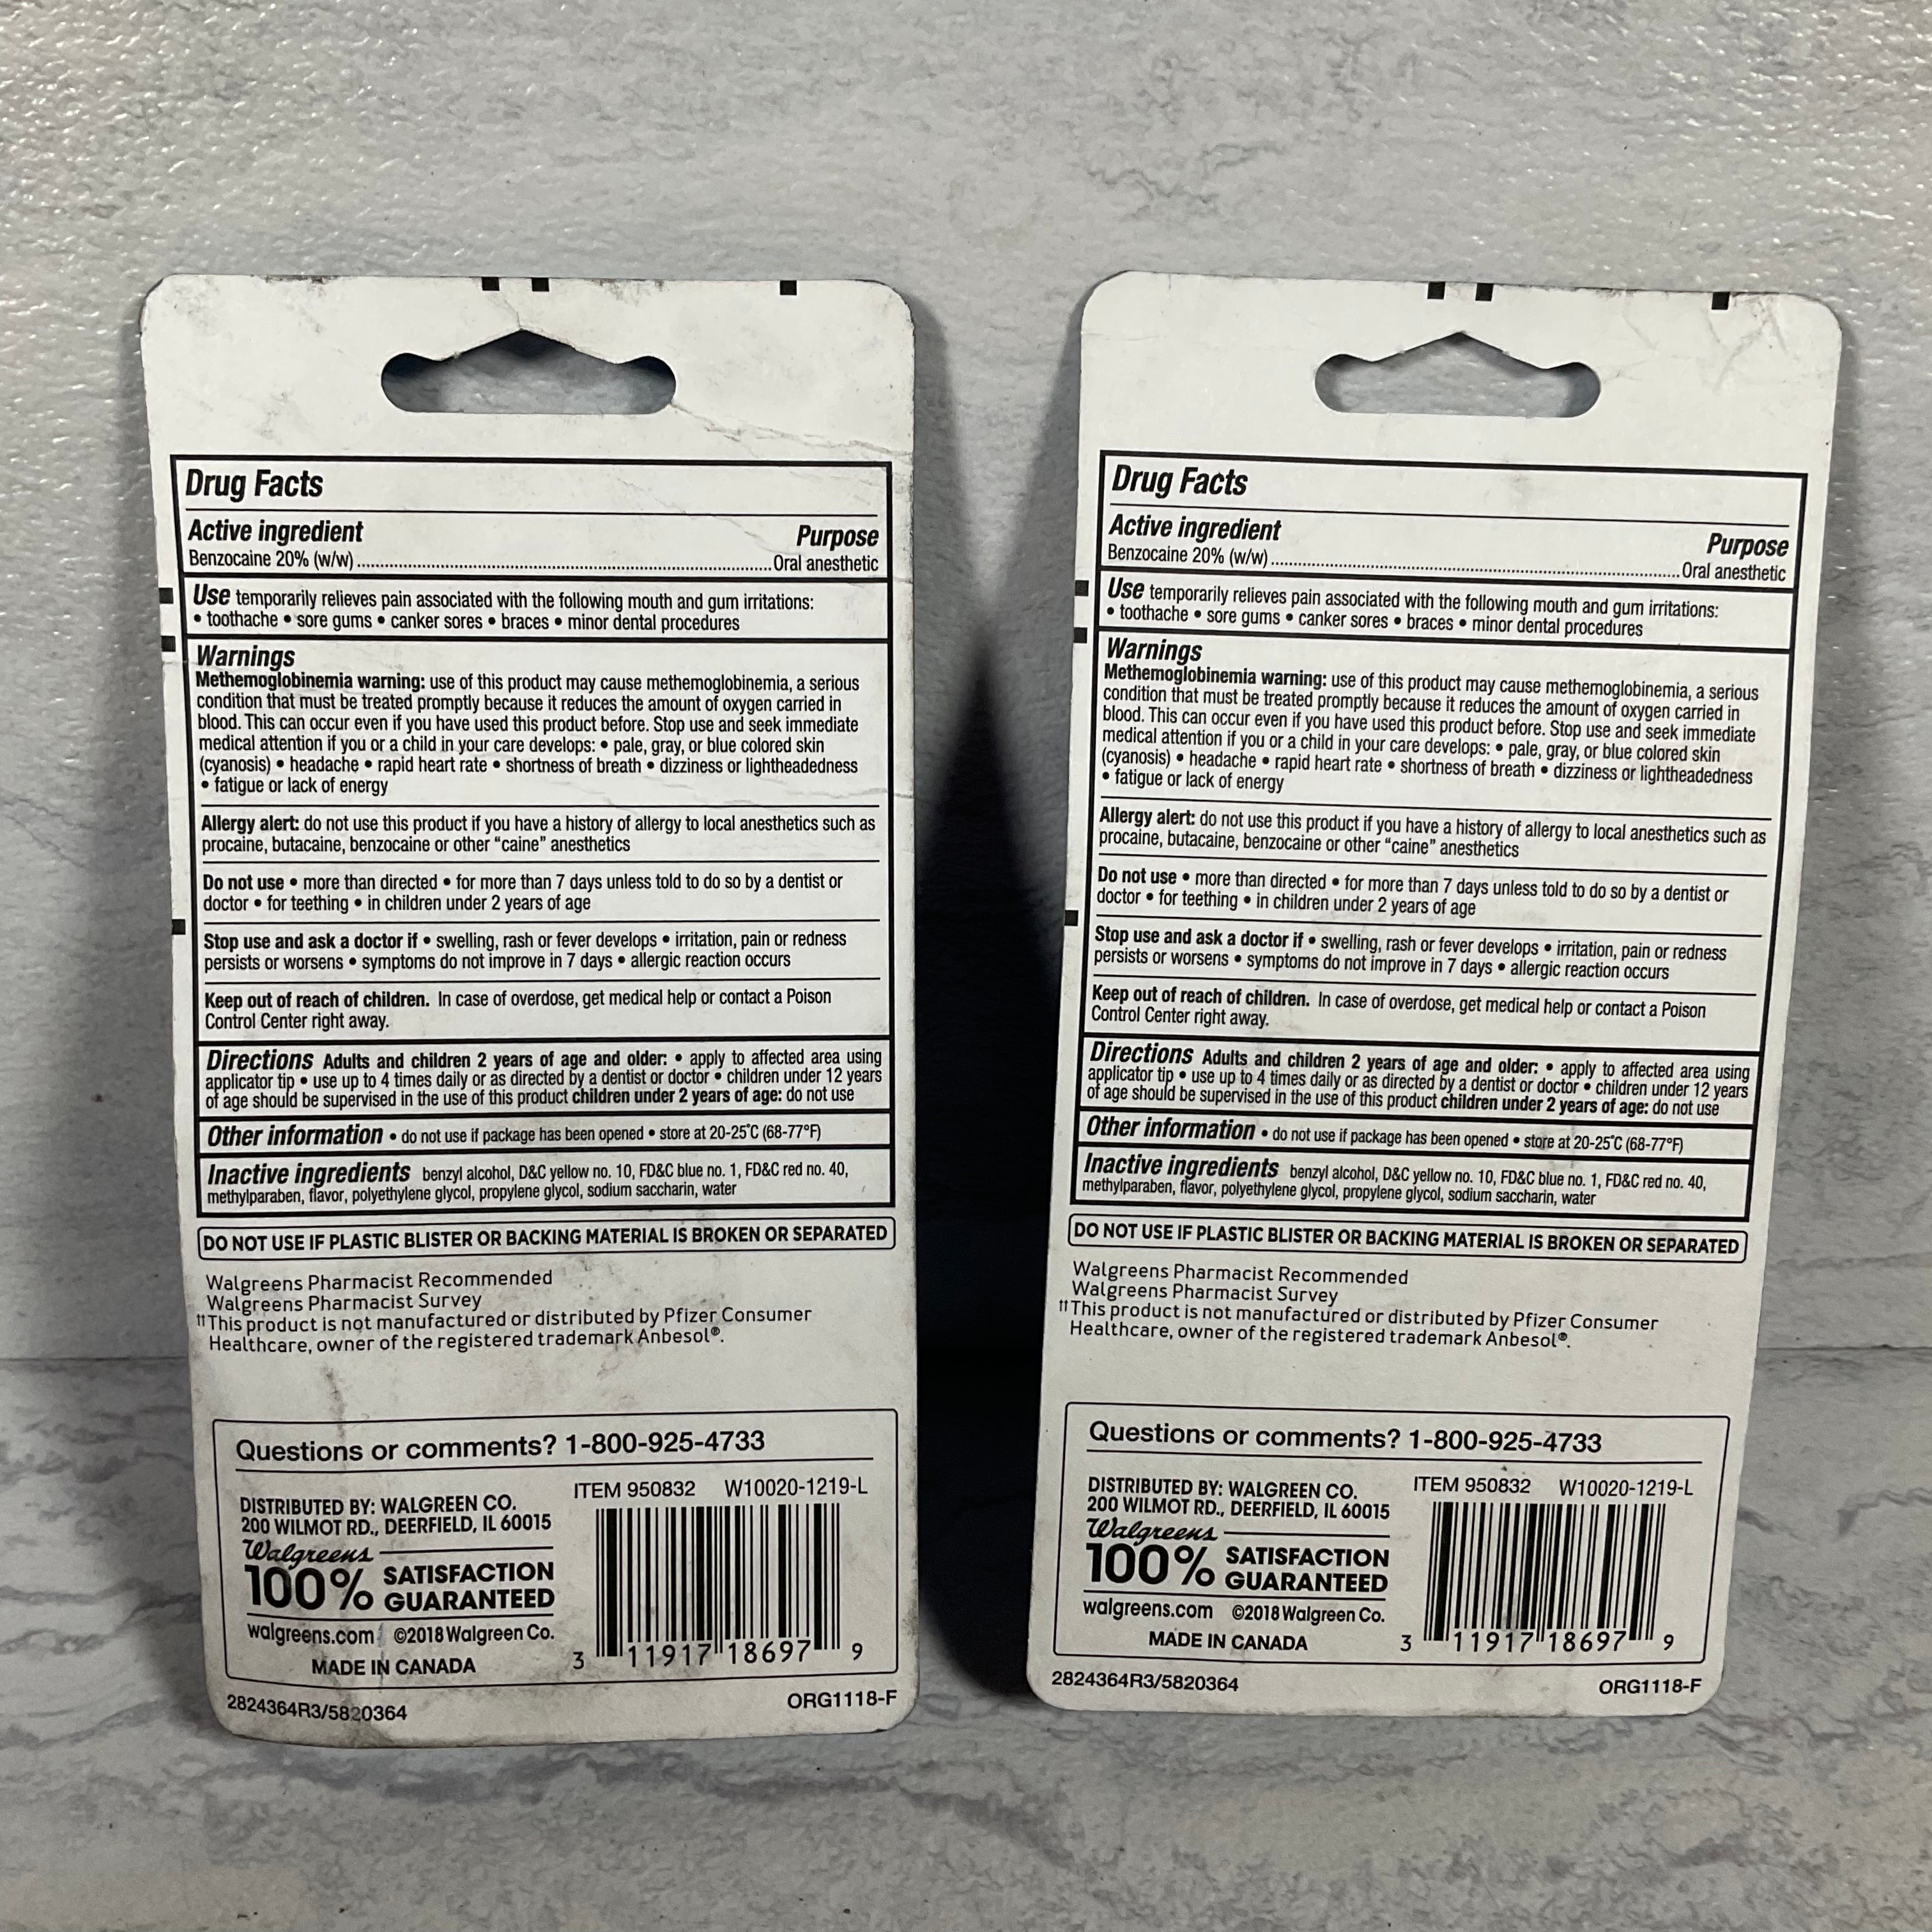 Drug Facts
Active ingredient Purpose
Benzocaine 20% (w/w)........Oral anesthetic
Use temporarily relieves pain associated with the following mouth and gum irritations:
• toothache • sore gums • canker sores • braces • minor dental procedures
Warnings
Methemoglobinemia warning: use of this product may cause methemoglobinemia, a serious
condition that must be treated promptly because it reduces the amount of oxygen carried in
blood. This can occur even if you have used this product before. Stop use and seek immediate
medical attention if you or a child in your care develops: • pale, gray, or blue colored skin
(cyanosis) • headache • rapid heart rate • shortness of breath • dizziness or lightheadedness
• fatigue or lack of energy
Allergy alert: do not use this product if you have a history of allergy to local anesthetics such as
procaine, butacaine, benzocaine or other “caine” anesthetics
Do not use • more than directed • for more than 7 days unless told to do so by a dentist or
doctor • for teething • in children under 2 years of age
Stop use and ask a doctor if • swelling, rash or fever develops • irritation, pain or redness
persists or worsens • symptoms do not improve in 7 days • allergic reaction occurs
Keep out of reach of children. In case of overdose, get medical help or contact a Poison
Control Center right away.
Directions Adults and children 2 years of age and older: • apply to affected area using
applicator tip • use up to 4 times daily or as directed by a dentist or doctor • children under 12 years
of age should be supervised in the use of this product children under 2 years of age: do not use
Other information • do not use if package has been opened • store at 20-25°C (68-77°F)
Inactive ingredients benzyl alcohol, D&C yellow no. 10, FD&C blue no. 1, FD&C red no. 40,
methylparaben, flavor, polyethylene glycol, propylene glycol, sodium saccharin, water
DO NOT USE IF PLASTIC BLISTER OR BACKING MATERIAL IS BROKEN OR SEPARATED
Walgreens Pharmacist Recommended
Walgreens Pharmacist Survey
††This product is not manufactured or distributed by Pfizer Consumer
Healthcare, owner of the registered trademark Anbesol®.
Questions or comments? 1-800-925-4733
DISTRIBUTED BY: WALGREEN CO.
200 WILMOT RD., DEERFIELD, IL 60015
Walgreens
100% SATISFACTION
GUARANTEED
walgreens.com ©2018 Walgreen Co.
MADE IN CANADA
ITEM 950832 W10020-1219-L
3 11917 18697 9
2824364R3/5820364 ORG1118-F
Drug Facts
Active ingredient Purpose
Benzocaine 20% (w/w)........Oral anesthetic
Use temporarily relieves pain associated with the following mouth and gum irritations:
• toothache • sore gums • canker sores • braces • minor dental procedures
Warnings
Methemoglobinemia warning: use of this product may cause methemoglobinemia, a serious
condition that must be treated promptly because it reduces the amount of oxygen carried in
blood. This can occur even if you have used this product before. Stop use and seek immediate
medical attention if you or a child in your care develops: • pale, gray, or blue colored skin
(cyanosis) • headache • rapid heart rate • shortness of breath • dizziness or lightheadedness
• fatigue or lack of energy
Allergy alert: do not use this product if you have a history of allergy to local anesthetics such as
procaine, butacaine, benzocaine or other “caine” anesthetics
Do not use • more than directed • for more than 7 days unless told to do so by a dentist or
doctor • for teething • in children under 2 years of age
Stop use and ask a doctor if • swelling, rash or fever develops • irritation, pain or redness
persists or worsens • symptoms do not improve in 7 days • allergic reaction occurs
Keep out of reach of children. In case of overdose, get medical help or contact a Poison
Control Center right away.
Directions Adults and children 2 years of age and older: • apply to affected area using
applicator tip • use up to 4 times daily or as directed by a dentist or doctor • children under 12 years
of age should be supervised in the use of this product children under 2 years of age: do not use
Other information • do not use if package has been opened • store at 20-25°C (68-77°F)
Inactive ingredients benzyl alcohol, D&C yellow no. 10, FD&C blue no. 1, FD&C red no. 40,
methylparaben, flavor, polyethylene glycol, propylene glycol, sodium saccharin, water
DO NOT USE IF PLASTIC BLISTER OR BACKING MATERIAL IS BROKEN OR SEPARATED
Walgreens Pharmacist Recommended
Walgreens Pharmacist Survey
††This product is not manufactured or distributed by Pfizer Consumer
Healthcare, owner of the registered trademark Anbesol®.
Questions or comments? 1-800-925-4733
DISTRIBUTED BY: WALGREEN CO.
200 WILMOT RD., DEERFIELD, IL 60015
Walgreens
100% SATISFACTION
GUARANTEED
walgreens.com ©2018 Walgreen Co.
MADE IN CANADA
ITEM 950832 W10020-1219-L
3 11917 18697 9
2824364R3/5820364 ORG1118-F